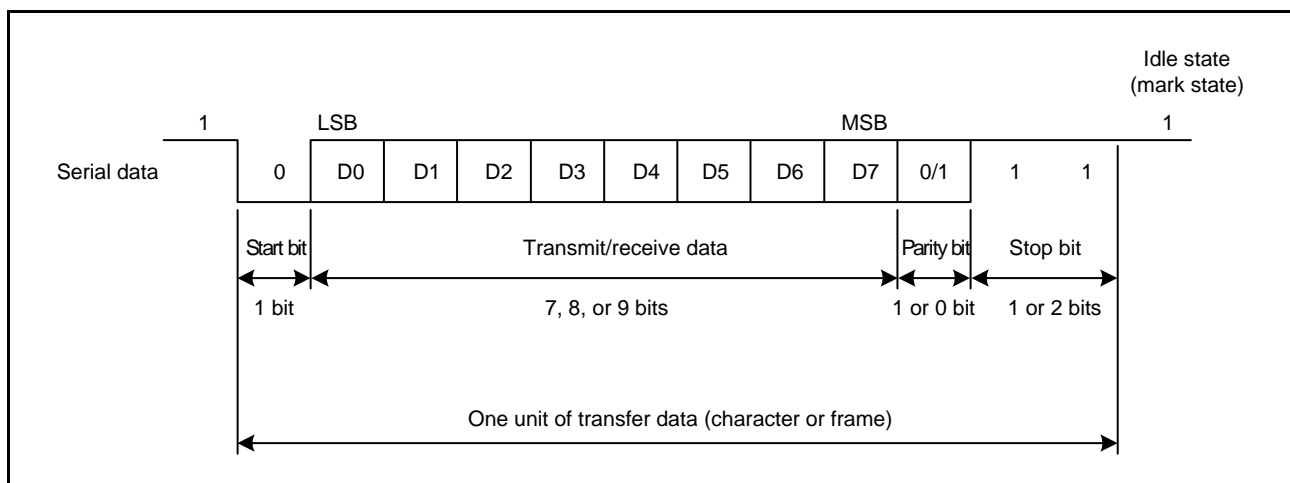 Idle state
(mark state)
1 LSB MSB 1
Serial data 0 D0 D1 D2 D3 D4 D5 D6 D7 0/1 1 1
Start bit Transmit/receive data Parity bit Stop bit
1 bit 7, 8, or 9 bits 1 or 0 bit 1 or 2 bits
One unit of transfer data (character or frame)